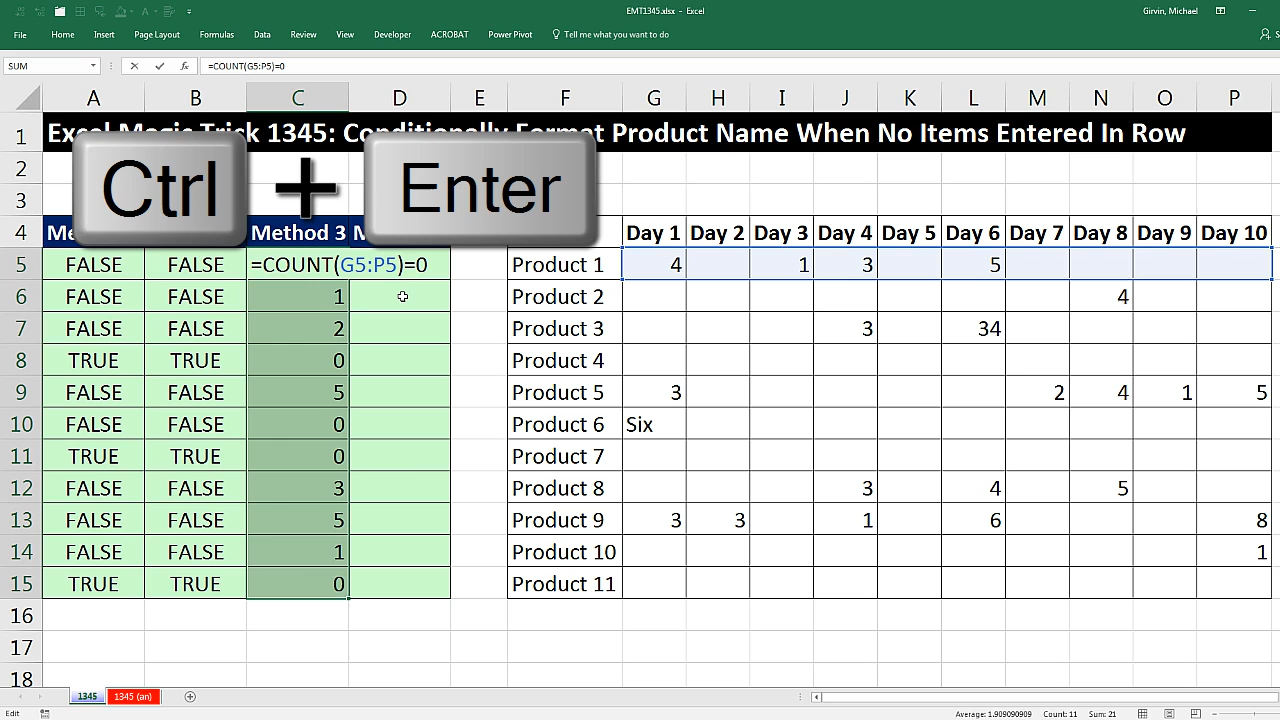 EMT1345.xlsx - Excel
Girvin, Michael
File Home Insert Page Layout Formulas Data Review View Developer ACROBAT Power Pivot Tell me what you want to do
SUM =COUNT(G5:P5)=0
A B C D E F G H I J K L M N O P
1 Excel Magic Trick 1345: Conditionally Format Product Name When No Items Entered In Row
2
3
Ctrl + Enter
4 Me Method 3 M Day 1 Day 2 Day 3 Day 4 Day 5 Day 6 Day 7 Day 8 Day 9 Day 10
5 FALSE FALSE =COUNT(G5:P5)=0 Product 1 4 1 3 5
6 FALSE FALSE 1 Product 2 4
7 FALSE FALSE 2 Product 3 3 34
8 TRUE TRUE 0 Product 4
9 FALSE FALSE 5 Product 5 3 2 4 1 5
10 FALSE FALSE 0 Product 6 Six
11 TRUE TRUE 0 Product 7
12 FALSE FALSE 3 Product 8 3 4 5
13 FALSE FALSE 5 Product 9 3 3 1 6 8
14 FALSE FALSE 1 Product 10 1
15 TRUE TRUE 0 Product 11
16
17
18
1345 1345 (an)
Edit Average: 1.909090909 Count: 11 Sum: 21